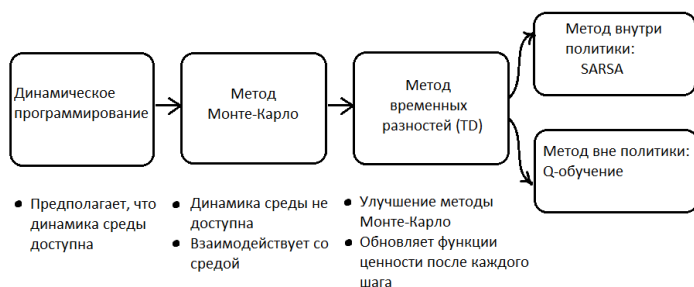 Динамическое
программирование
Метод
Монте-Карло
Метод
временных
разностей (TD)
Метод внутри
политики:
SARSA
Метод вне политики:
Q-обучение
Предполагает, что
динамика среды
доступна
Динамика среды не
доступна
Взаимодействует со
средой
Улучшение методы
Монте-Карло
Обновляет функции
ценности после каждого
шага